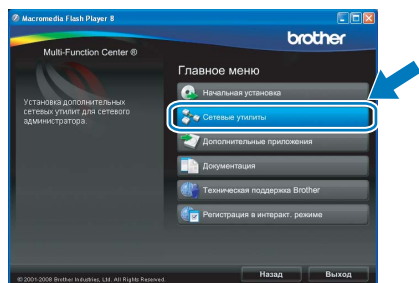 Macromedia Flash Player 8
brother
Multi-Function Center ®
Главное меню
Начальная установка
Установка дополнительных
сетевых утилит для сетевого
администратора.
Сетевые утилиты
Дополнительные приложения
Документация
Техническая поддержка Brother
Регистрация в интеракт. режиме
Назад
Выход
© 2001-2008 Brother Industries, Ltd. All Rights Reserved.